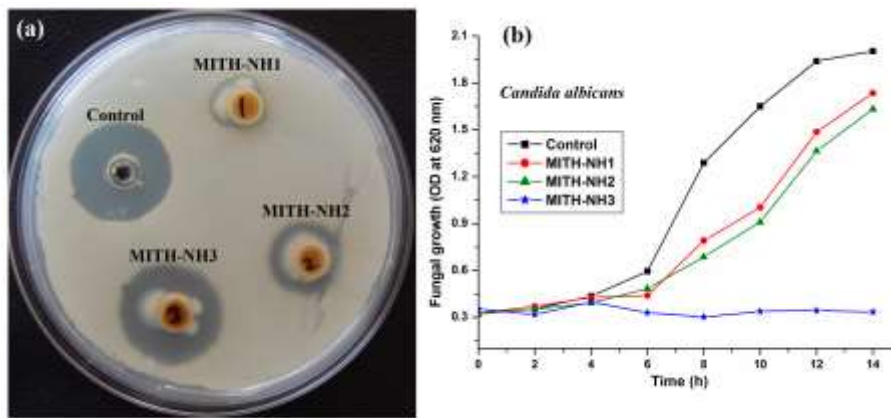 (a)
MITH-NH1
Control
MITH-NH2
MITH-NH3
(b)
Candida albicans
Control
MITH-NH1
MITH-NH2
MITH-NH3
Fungal growth (OD at 620 nm)
2.1
1.8
1.5
1.2
0.9
0.6
0.3
0 2 4 6 8 10 12 14
Time (h)